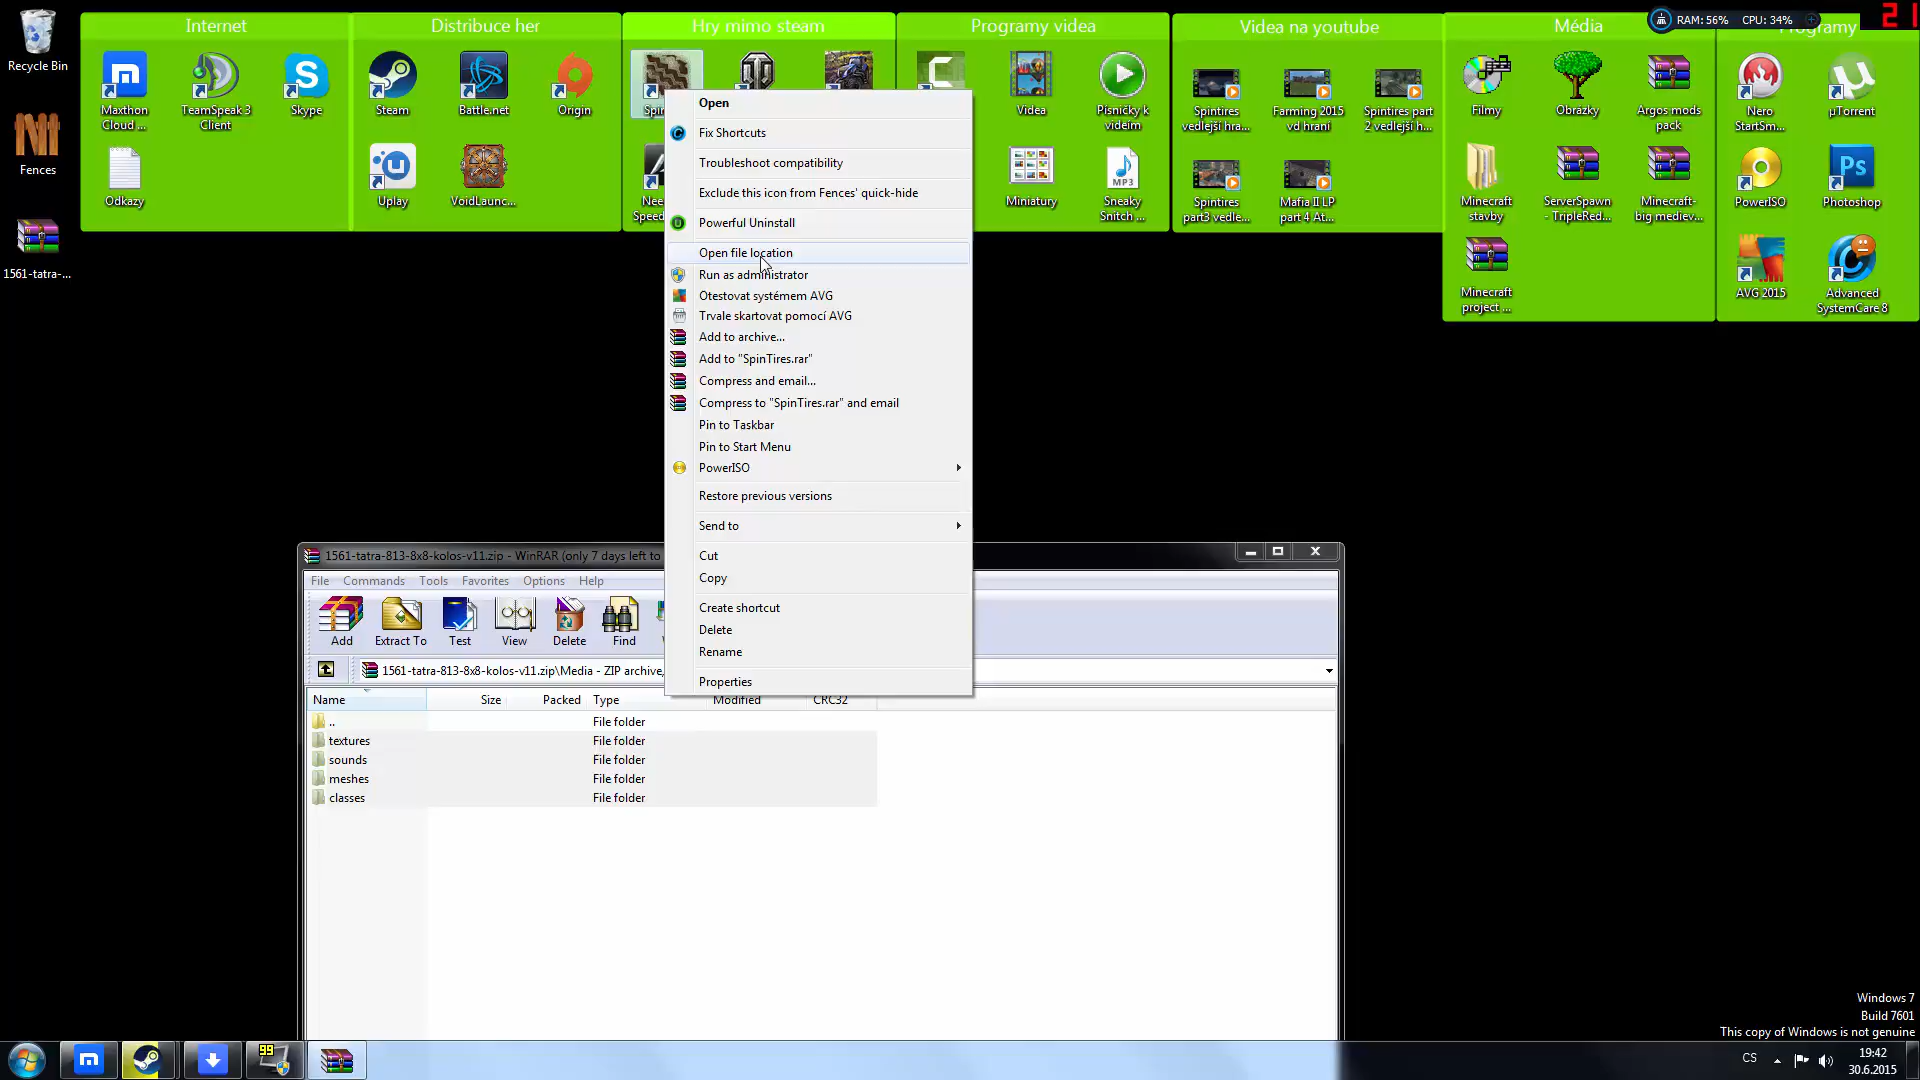 Internet
Distribuce her
Hry mimo steam
Programy videa
Videa na youtube
Média
RAM: 56% CPU: 34%
21
Recycle Bin
Maxthon
Cloud ...
TeamSpeak 3
Client
Skype
Steam
Battle.net
Origin
Videa
Písničky k
videím
Spintires
vedlejší hra...
Farming 2015
vd hraní
Spintires part
2 vedlejší h...
Filmy
Obrázky
Argos mods
pack
Nero
StartSm...
µTorrent
Fences
Odkazy
Uplay
VoidLaunc...
Miniatury
MP3
Sneaky
Snitch ...
Spintires
part3 vedle...
Mafia II LP
part 4 At...
Minecraft
stavby
ServerSpawn
- TripleRed...
Minecraft-
big mediev...
PowerISO
Ps
Photoshop
1561-tatra-...
Minecraft
project ...
AVG 2015
Advanced
SystemCare 8
Open
Fix Shortcuts
Troubleshoot compatibility
Exclude this icon from Fences' quick-hide
Powerful Uninstall
Open file location
Run as administrator
Otestovat systémem AVG
Trvale skartovat pomocí AVG
Add to archive...
Add to "SpinTires.rar"
Compress and email...
Compress to "SpinTires.rar" and email
Pin to Taskbar
Pin to Start Menu
PowerISO
Restore previous versions
Send to
Cut
Copy
Create shortcut
Delete
Rename
Properties
1561-tatra-813-8x8-kolos-v11.zip - WinRAR (only 7 days left to
File Commands Tools Favorites Options Help
Add Extract To Test View Delete Find
1561-tatra-813-8x8-kolos-v11.zip\Media - ZIP archive,
Name Size Packed Type Modified CRC32
.. File folder
textures File folder
sounds File folder
meshes File folder
classes File folder
Windows 7
Build 7601
This copy of Windows is not genuine
99
CS
19:42
30.6.2015